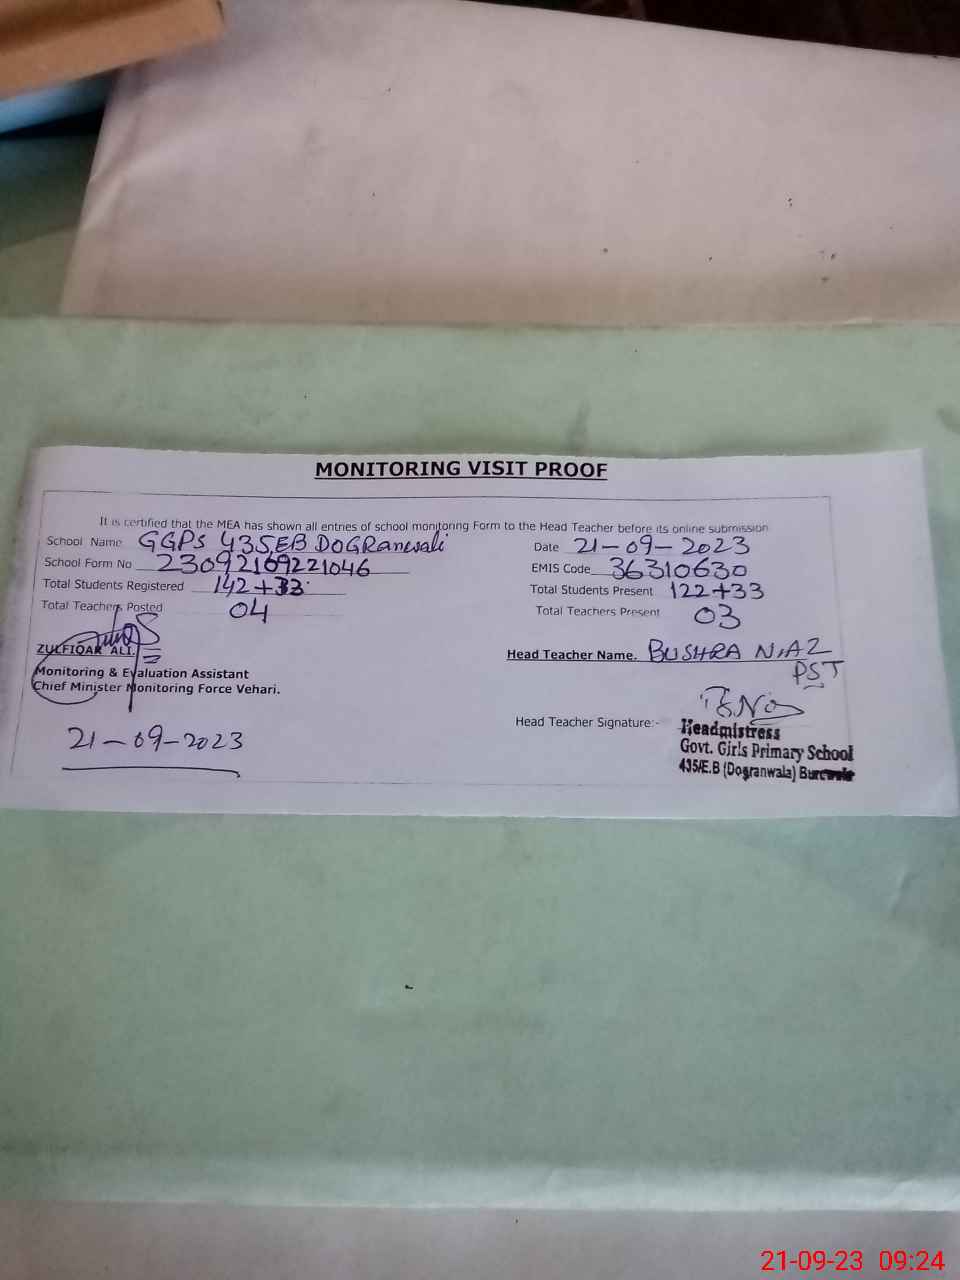 MONITORING VISIT PROOF
It is certified that the MEA has shown all entries of school monitoring Form to the Head Teacher before its online submission
School Name GGPS 435EB DOGRanwali
Date 21-09-2023
School Form No 23092109221046
EMIS Code 36310630
Total Students Registered 142+33
Total Students Present 122+33
Total Teachers Posted 04
Total Teachers Present 03
ZULFIQAR ALI.
Head Teacher Name. BUSHRA NIAZ
PST
Monitoring & Evaluation Assistant
Chief Minister Monitoring Force Vehari.
Head Teacher Signature:-
Headmistress
Govt. Girls Primary School
435/E.B (Dogranwala)
21-09-2023
21-09-23 09:24